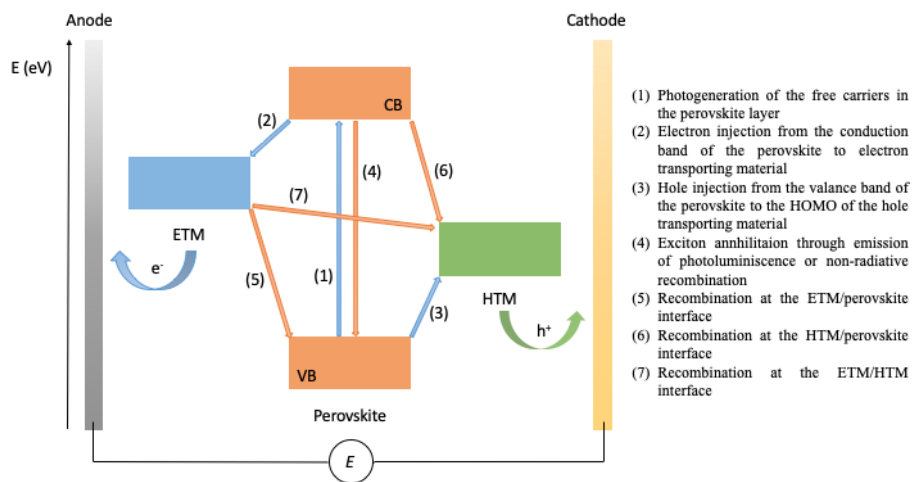 Anode
Cathode
E (eV)
CB
(2)
(4)
(6)
(7)
ETM
e-
(5)
(1)
(3)
HTM
h+
VB
Perovskite
E
(1) Photogeneration of the free carriers in
the perovskite layer
(2) Electron injection from the conduction
band of the perovskite to electron
transporting material
(3) Hole injection from the valance band of
the perovskite to the HOMO of the hole
transporting material
(4) Exciton annhilitaion through emission
of photoluminiscence or non-radiative
recombination
(5) Recombination at the ETM/perovskite
interface
(6) Recombination at the HTM/perovskite
interface
(7) Recombination at the ETM/HTM
interface